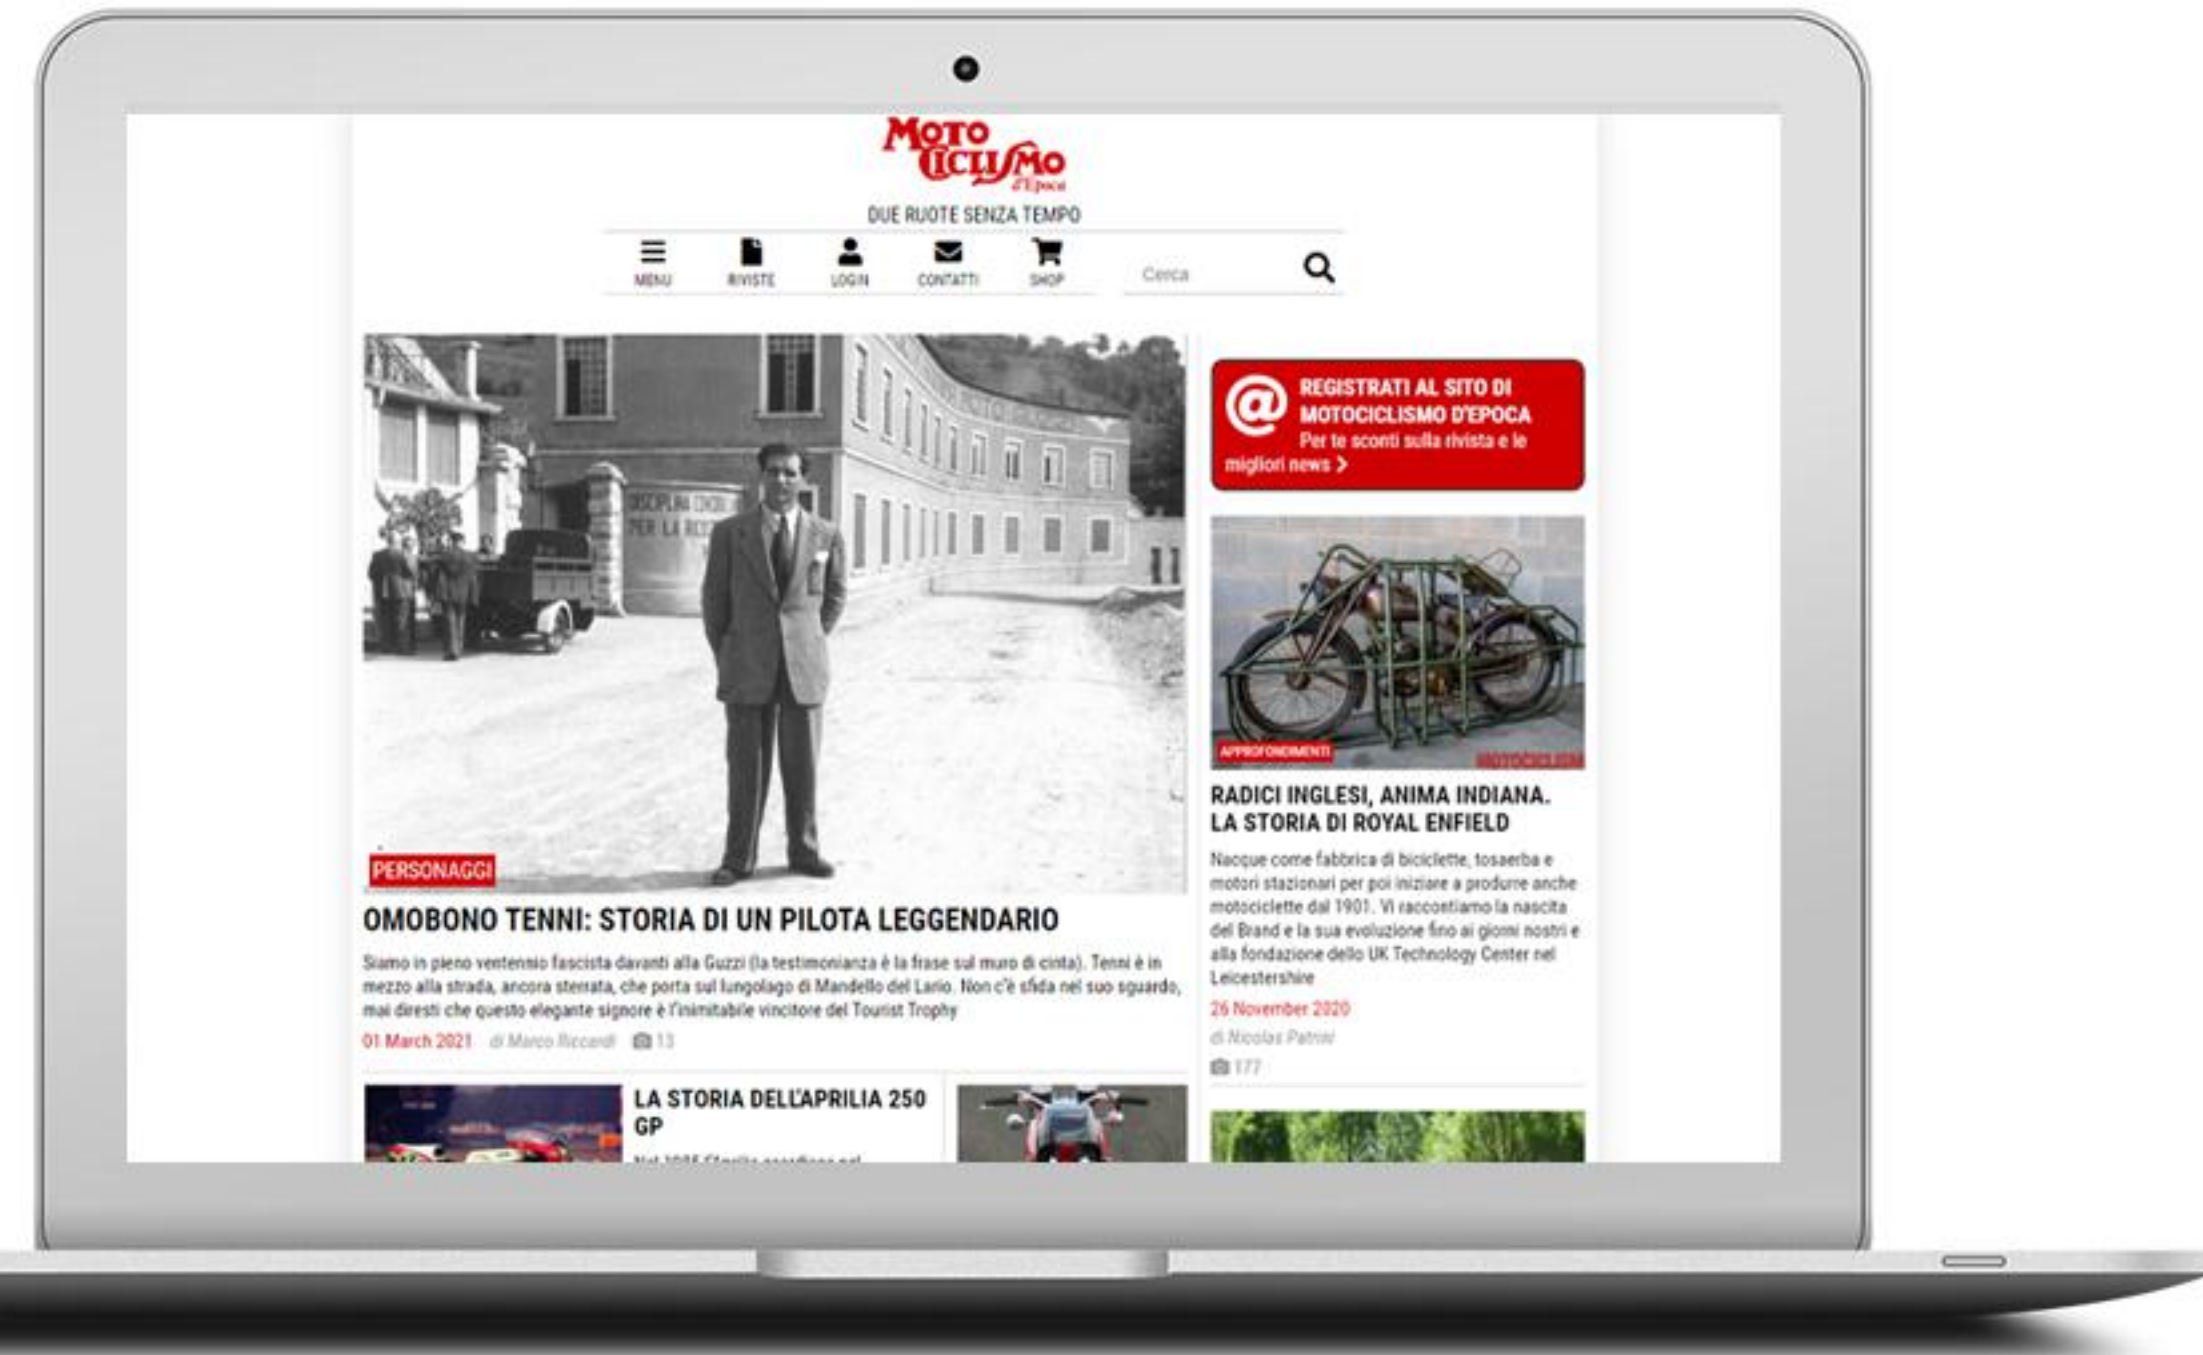 MOTO
CICLISMO
d'Epoca
DUE RUOTE SENZA TEMPO
MENU
RIVISTE
LOGIN
CONTATTI
SHOP
Cerca
DISCIPLINA
PER LA
PERSONAGGI
OMOBONO TENNI: STORIA DI UN PILOTA LEGGENDARIO
Siamo in pieno ventennio fascista davanti alla Guzzi (la testimonianza è la frase sul muro di cinta). Tenni è in
mezzo alla strada, ancora sterrata, che porta sul lungolago di Mandello del Lario. Non c'è sfida nel suo sguardo,
mai diresti che questo elegante signore è l'inimitabile vincitore del Tourist Trophy
01 March 2021 di Marco Riccardi 13
LA STORIA DELL'APRILIA 250
GP
@ REGISTRATI AL SITO DI
MOTOCICLISMO D'EPOCA
Per te sconti sulla rivista e le
migliori news >
APPROFONDIMENTI
MOTOCICLISM
RADICI INGLESI, ANIMA INDIANA.
LA STORIA DI ROYAL ENFIELD
Nacque come fabbrica di biciclette, tosaerba e
motori stazionari per poi iniziare a produrre anche
motociclette dal 1901. Vi raccontiamo la nascita
del Brand e la sua evoluzione fino ai giorni nostri e
alla fondazione dello UK Technology Center nel
Leicestershire
26 November 2020
di Nicolas Patrini
177